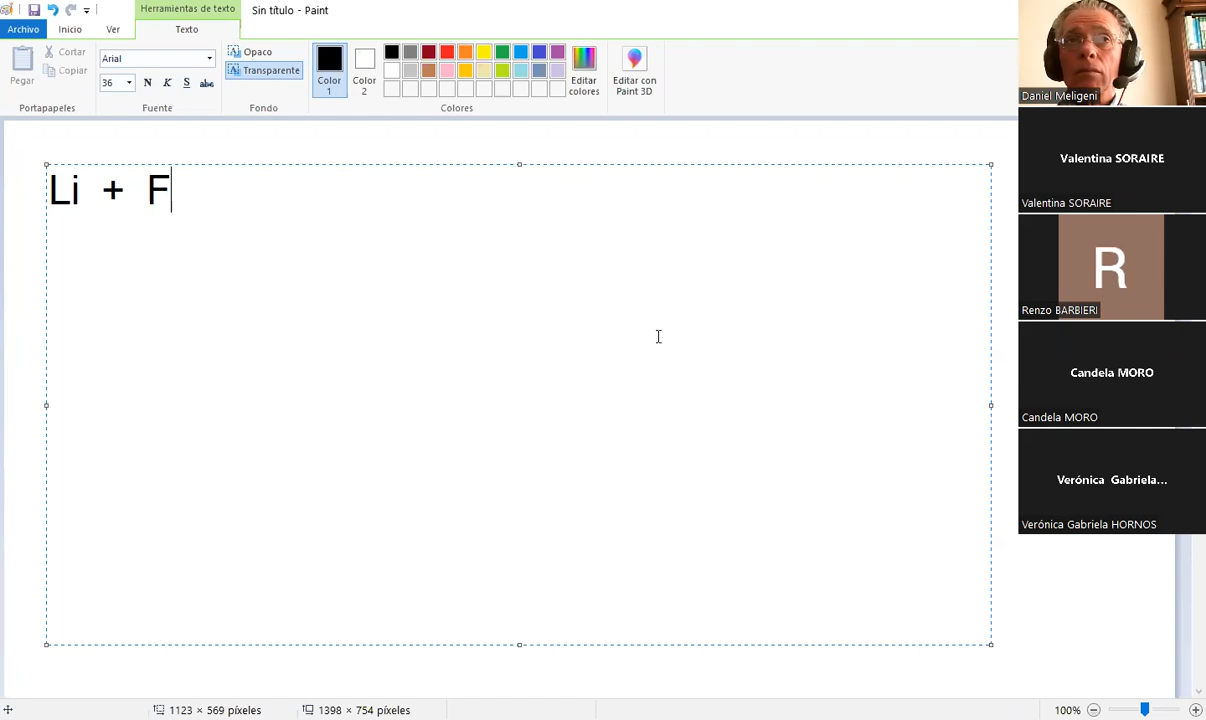 Herramientas de texto
Sin título - Paint
Archivo
Inicio
Ver
Texto
Pegar
Cortar
Copiar
Portapapeles
Arial
36
N K S abc
Fuente
Opaco
Transparente
Fondo
Color 1
Color 2
Editar colores
Colores
Editar con Paint 3D
Li + F
Daniel Meligeni
Valentina SORAIRE
Valentina SORAIRE
R
Renzo BARBIERI
Candela MORO
Candela MORO
Verónica Gabriela...
Verónica Gabriela HORNOS
1123 × 569 píxeles
1398 × 754 píxeles
100%